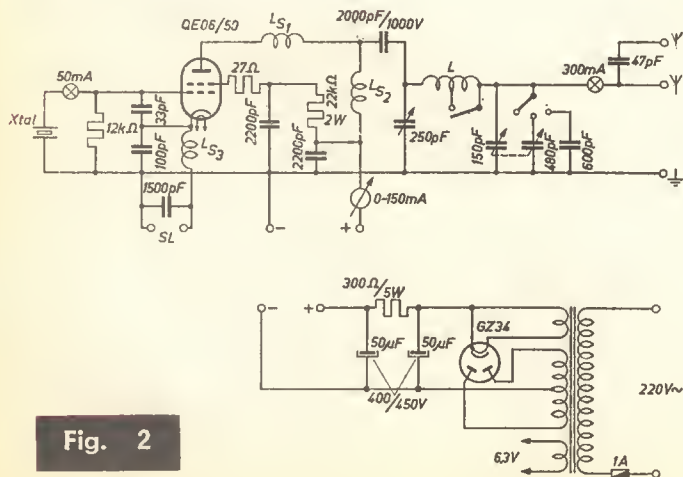 QE06/50
LS1
2000pF/1000V
50mA
27Ω
Xtal
12kΩ
33pF
100pF
LS3
1500pF
SL
2200pF
22kΩ
2W
2200pF
LS2
250pF
0-150mA
L
150pF
480pF
600pF
300mA
47pF
-
+
-
+
300Ω/5W
50µF
50µF
400/450V
GZ34
220V~
6,3V
1A
Fig. 2